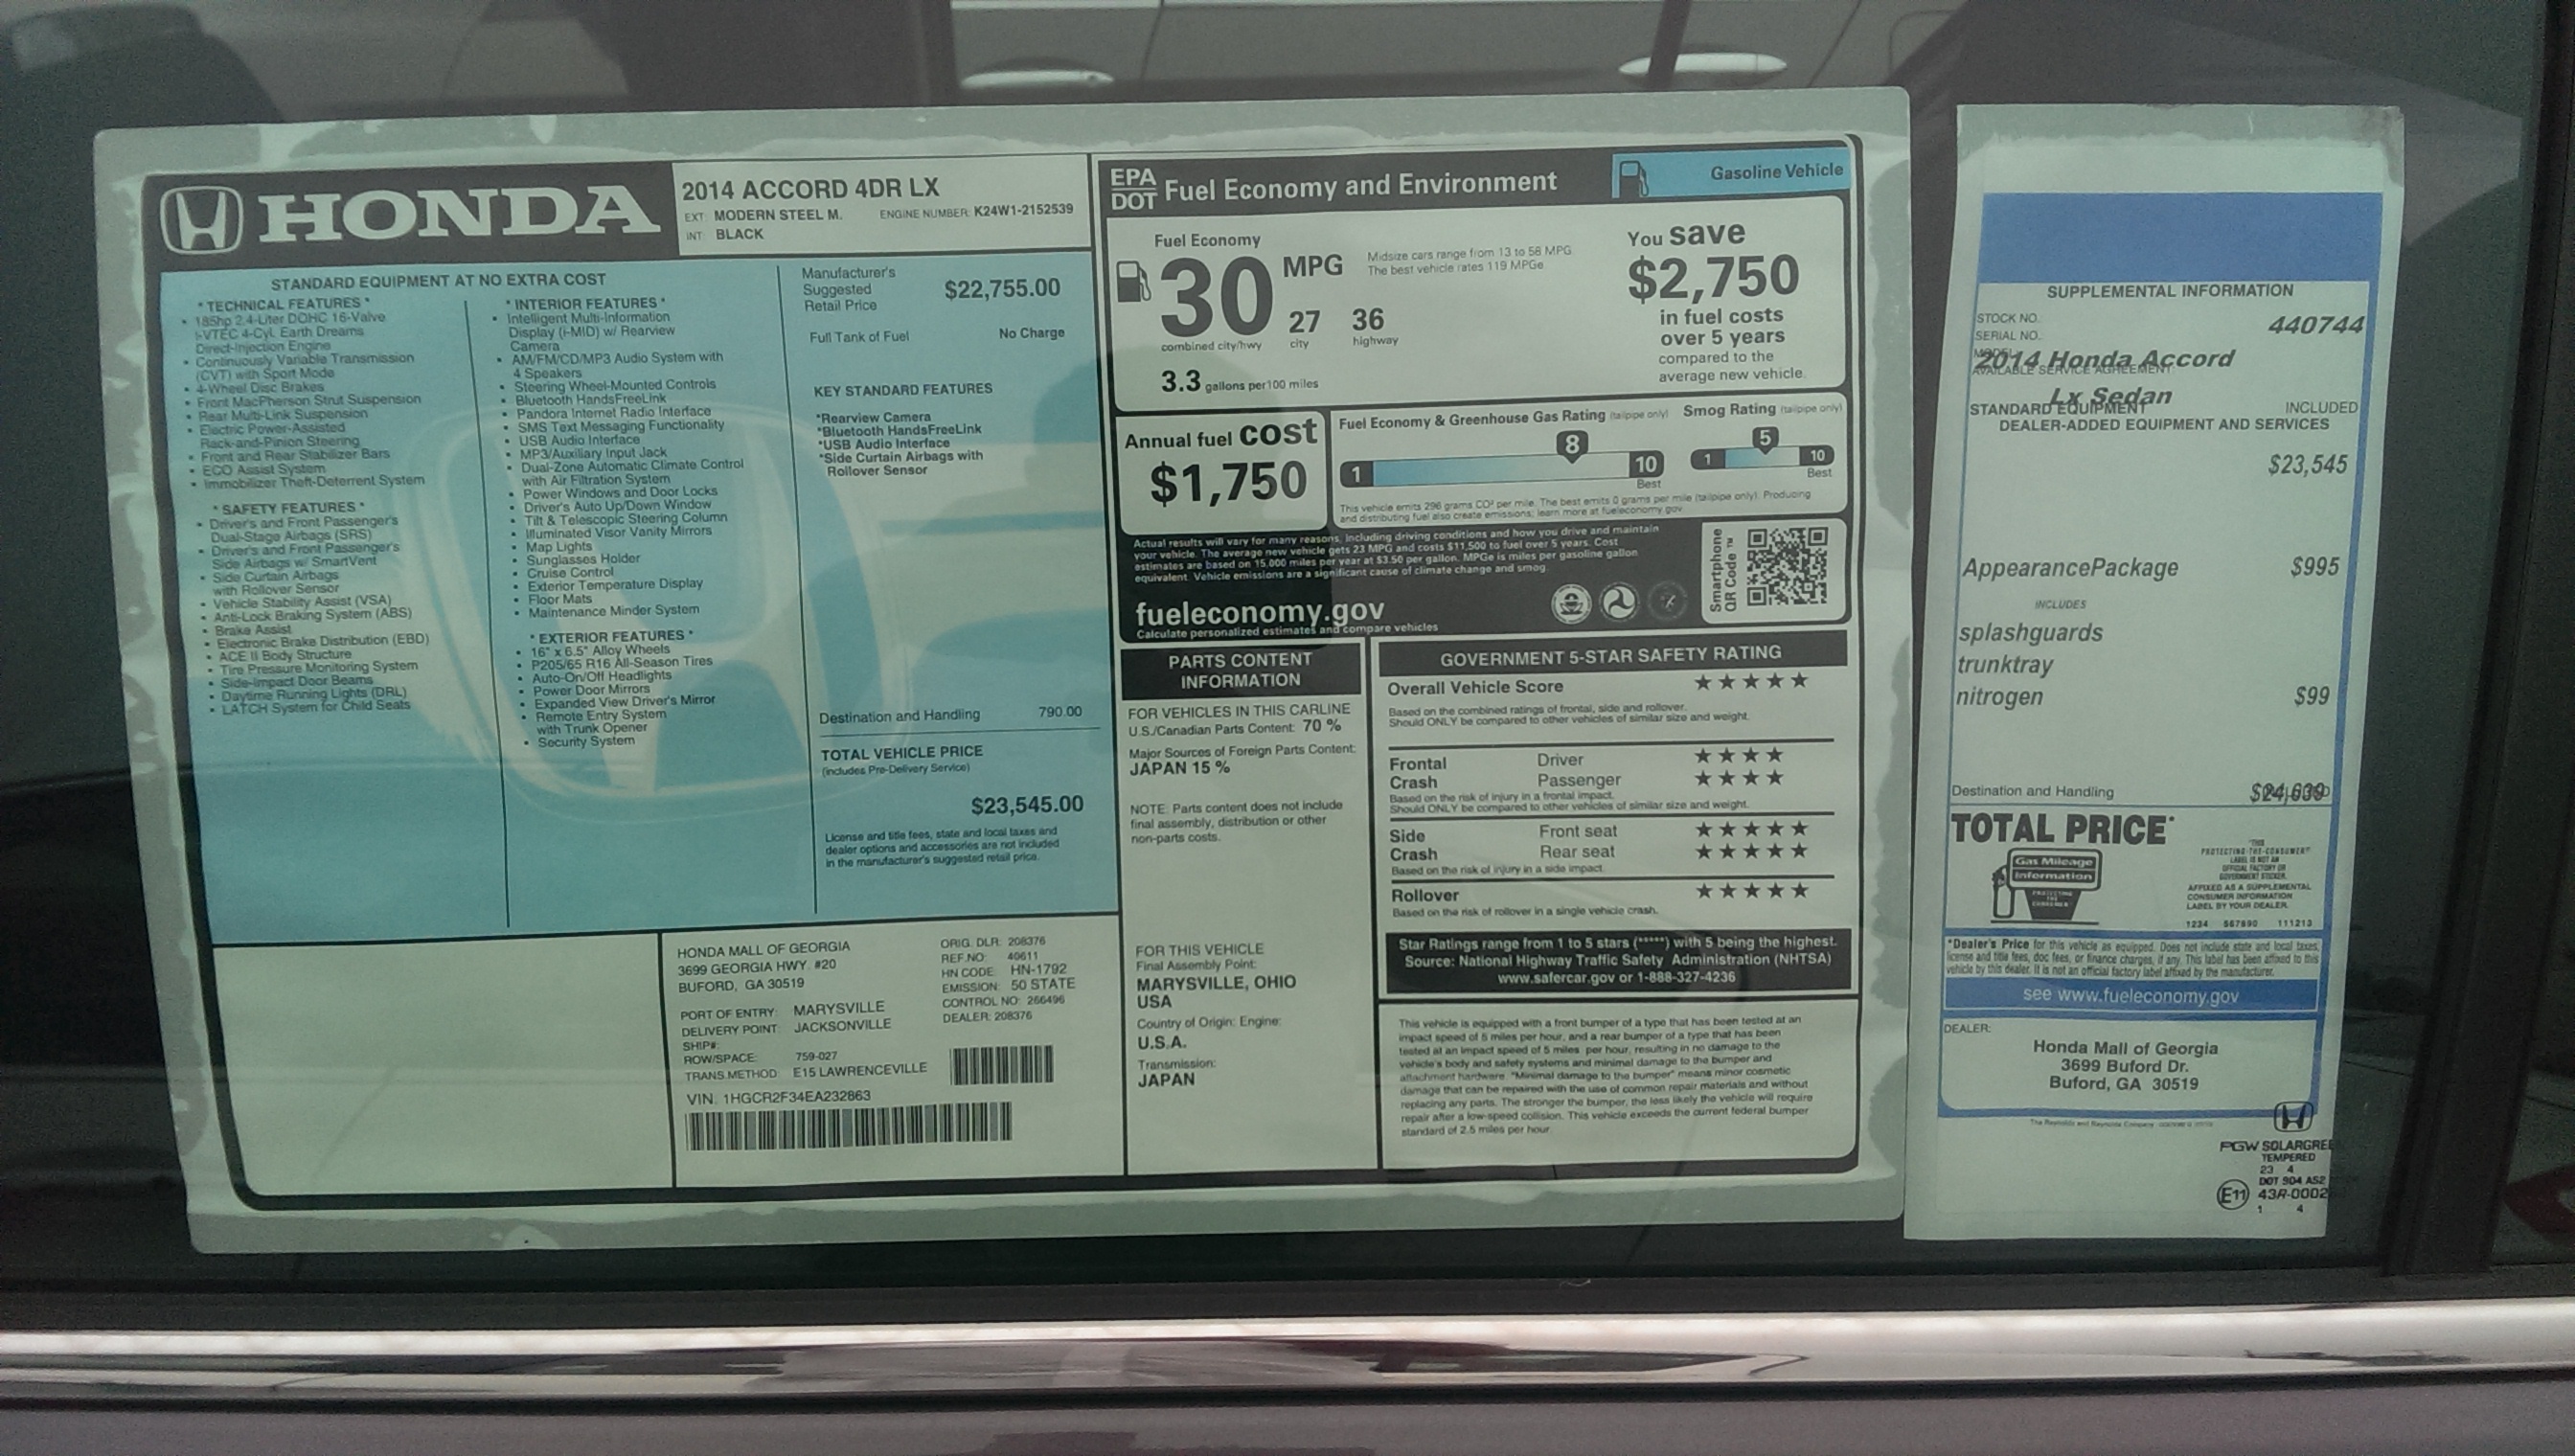 HONDA
2014 ACCORD 4DR LX
EXT: MODERN STEEL M. ENGINE NUMBER: K24W1-2152539
INT: BLACK
STANDARD EQUIPMENT AT NO EXTRA COST
* TECHNICAL FEATURES *
• 185hp 2.4-Liter DOHC 16-Valve
i-VTEC 4-Cyl. Earth Dreams
Direct-Injection Engine
• Continuously Variable Transmission
(CVT) with Sport Mode
• 4-Wheel Disc Brakes
• Front MacPherson Strut Suspension
• Rear Multi-Link Suspension
• Electric Power-Assisted
Rack-and-Pinion Steering
• Front and Rear Stabilizer Bars
• ECO Assist System
• Immobilizer Theft-Deterrent System
* SAFETY FEATURES *
• Driver's and Front Passenger's
Dual-Stage Airbags (SRS)
• Driver's and Front Passenger's
Side Airbags w/ SmartVent
• Side Curtain Airbags
with Rollover Sensor
• Vehicle Stability Assist (VSA)
• Anti-Lock Braking System (ABS)
• Brake Assist
• Electronic Brake Distribution (EBD)
• ACE II Body Structure
• Tire Pressure Monitoring System
• Side-Impact Door Beams
• Daytime Running Lights (DRL)
• LATCH System for Child Seats
* INTERIOR FEATURES *
• Intelligent Multi-Information
Display (i-MID) w/ Rearview
Camera
• AM/FM/CD/MP3 Audio System with
4 Speakers
• Steering Wheel-Mounted Controls
• Bluetooth HandsFreeLink
• Pandora Internet Radio Interface
• SMS Text Messaging Functionality
• USB Audio Interface
• MP3/Auxiliary Input Jack
• Dual-Zone Automatic Climate Control
with Air Filtration System
• Power Windows and Door Locks
• Driver's Auto Up/Down Window
• Tilt & Telescopic Steering Column
• Illuminated Visor Vanity Mirrors
• Map Lights
• Sunglasses Holder
• Cruise Control
• Exterior Temperature Display
• Floor Mats
• Maintenance Minder System
* EXTERIOR FEATURES *
• 16" x 6.5" Alloy Wheels
• P205/65 R16 All-Season Tires
• Auto-On/Off Headlights
• Power Door Mirrors
• Expanded View Driver's Mirror
• Remote Entry System
with Trunk Opener
• Security System
Manufacturer's
Suggested
Retail Price $22,755.00
Full Tank of Fuel No Charge
KEY STANDARD FEATURES
*Rearview Camera
*Bluetooth HandsFreeLink
*USB Audio Interface
*Side Curtain Airbags with
Rollover Sensor
Destination and Handling 790.00
TOTAL VEHICLE PRICE
(includes Pre-Delivery Service)
$23,545.00
License and title fees, state and local taxes and
dealer options and accessories are not included
in the manufacturer's suggested retail price.
HONDA MALL OF GEORGIA
3699 GEORGIA HWY. #20
BUFORD, GA 30519
PORT OF ENTRY: MARYSVILLE
DELIVERY POINT: JACKSONVILLE
SHIP#:
ROW/SPACE: 759-027
TRANS.METHOD: E15 LAWRENCEVILLE
VIN: 1HGCR2F34EA232863
ORIG. DLR: 208376
REF.NO: 40611
HN CODE: HN-1792
EMISSION: 50 STATE
CONTROL NO: 266496
DEALER: 208376
EPA
DOT Fuel Economy and Environment
Gasoline Vehicle
Fuel Economy
30 MPG
27 city
36 highway
combined city/hwy
3.3 gallons per 100 miles
Midsize cars range from 13 to 58 MPG.
The best vehicle rates 119 MPGe.
You save
$2,750
in fuel costs
over 5 years
compared to the
average new vehicle.
Annual fuel cost
$1,750
Fuel Economy & Greenhouse Gas Rating (tailpipe only)
1 8 10
Best
Smog Rating (tailpipe only)
1 5 10
Best
This vehicle emits 296 grams CO² per mile. The best emits 0 grams per mile (tailpipe only). Producing
and distributing fuel also create emissions; learn more at fueleconomy.gov
Actual results will vary for many reasons, including driving conditions and how you drive and maintain
your vehicle. The average new vehicle gets 23 MPG and costs $11,500 to fuel over 5 years. Cost
estimates are based on 15,000 miles per year at $3.50 per gallon. MPGe is miles per gasoline gallon
equivalent. Vehicle emissions are a significant cause of climate change and smog.
fueleconomy.gov
Calculate personalized estimates and compare vehicles
Smartphone
QR Code ™
PARTS CONTENT
INFORMATION
FOR VEHICLES IN THIS CARLINE
U.S./Canadian Parts Content: 70 %
Major Sources of Foreign Parts Content:
JAPAN 15 %
NOTE: Parts content does not include
final assembly, distribution or other
non-parts costs.
FOR THIS VEHICLE
Final Assembly Point:
MARYSVILLE, OHIO
USA
Country of Origin: Engine:
U.S.A.
Transmission:
JAPAN
GOVERNMENT 5-STAR SAFETY RATING
Overall Vehicle Score ★★★★★
Based on the combined ratings of frontal, side and rollover.
Should ONLY be compared to other vehicles of similar size and weight.
Frontal Driver ★★★★
Crash Passenger ★★★★
Based on the risk of injury in a frontal impact.
Should ONLY be compared to other vehicles of similar size and weight.
Side Front seat ★★★★★
Crash Rear seat ★★★★★
Based on the risk of injury in a side impact.
Rollover ★★★★★
Based on the risk of rollover in a single vehicle crash.
Star Ratings range from 1 to 5 stars (*****) with 5 being the highest.
Source: National Highway Traffic Safety Administration (NHTSA)
www.safercar.gov or 1-888-327-4236
This vehicle is equipped with a front bumper of a type that has been tested at an
impact speed of 5 miles per hour, and a rear bumper of a type that has been
tested at an impact speed of 5 miles per hour, resulting in no damage to the
vehicle's body and safety systems and minimal damage to the bumper and
attachment hardware. "Minimal damage to the bumper" means minor cosmetic
damage that can be repaired with the use of common repair materials and without
replacing any parts. The stronger the bumper, the less likely the vehicle will require
repair after a low-speed collision. This vehicle exceeds the current federal bumper
standard of 2.5 miles per hour.
SUPPLEMENTAL INFORMATION
STOCK NO. 440744
SERIAL NO.
MODEL
2014 Honda Accord
AVAILABLE SERVICE AGREEMENT:
Lx Sedan
STANDARD EQUIPMENT INCLUDED
DEALER-ADDED EQUIPMENT AND SERVICES
$23,545
AppearancePackage $995
INCLUDES
splashguards
trunktray
nitrogen $99
Destination and Handling $24,639
TOTAL PRICE*
Gas Mileage
Information
PROTECTING
THE
CONSUMER
"THIS
PROTECTING-THE-CONSUMER"
LABEL IS NOT AN
OFFICIAL FACTORY OR
GOVERNMENT STICKER.
AFFIXED AS A SUPPLEMENTAL
CONSUMER INFORMATION
LABEL BY YOUR DEALER.
1234 567890 111213
*Dealer's Price for this vehicle as equipped. Does not include state and local taxes,
license and title fees, doc fees, or finance charges, if any. This label has been affixed to this
vehicle by this dealer. It is not an official factory label affixed by the manufacturer.
see www.fueleconomy.gov
DEALER:
Honda Mall of Georgia
3699 Buford Dr.
Buford, GA 30519
The Reynolds and Reynolds Company
PGW SOLARGREE
TEMPERED
23 4
DOT 904 AS2
E11 43R-0002
1 4